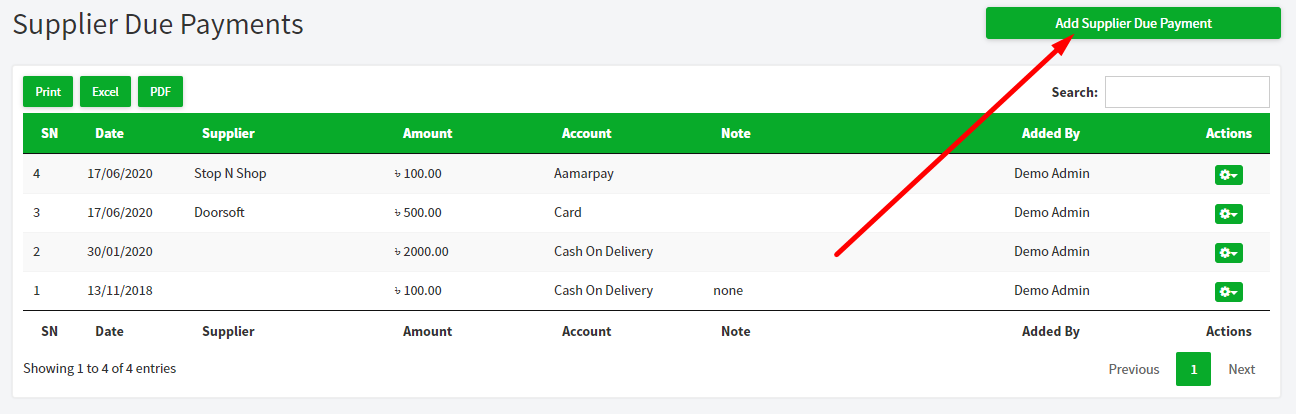 Supplier Due Payments
Add Supplier Due Payment
Print Excel PDF Search:
SN Date Supplier Amount Account Note Added By Actions
4 17/06/2020 Stop N Shop ৳ 100.00 Aamarpay Demo Admin
3 17/06/2020 Doorsoft ৳ 500.00 Card Demo Admin
2 30/01/2020 ৳ 2000.00 Cash On Delivery Demo Admin
1 13/11/2018 ৳ 100.00 Cash On Delivery none Demo Admin
SN Date Supplier Amount Account Note Added By Actions
Showing 1 to 4 of 4 entries Previous 1 Next